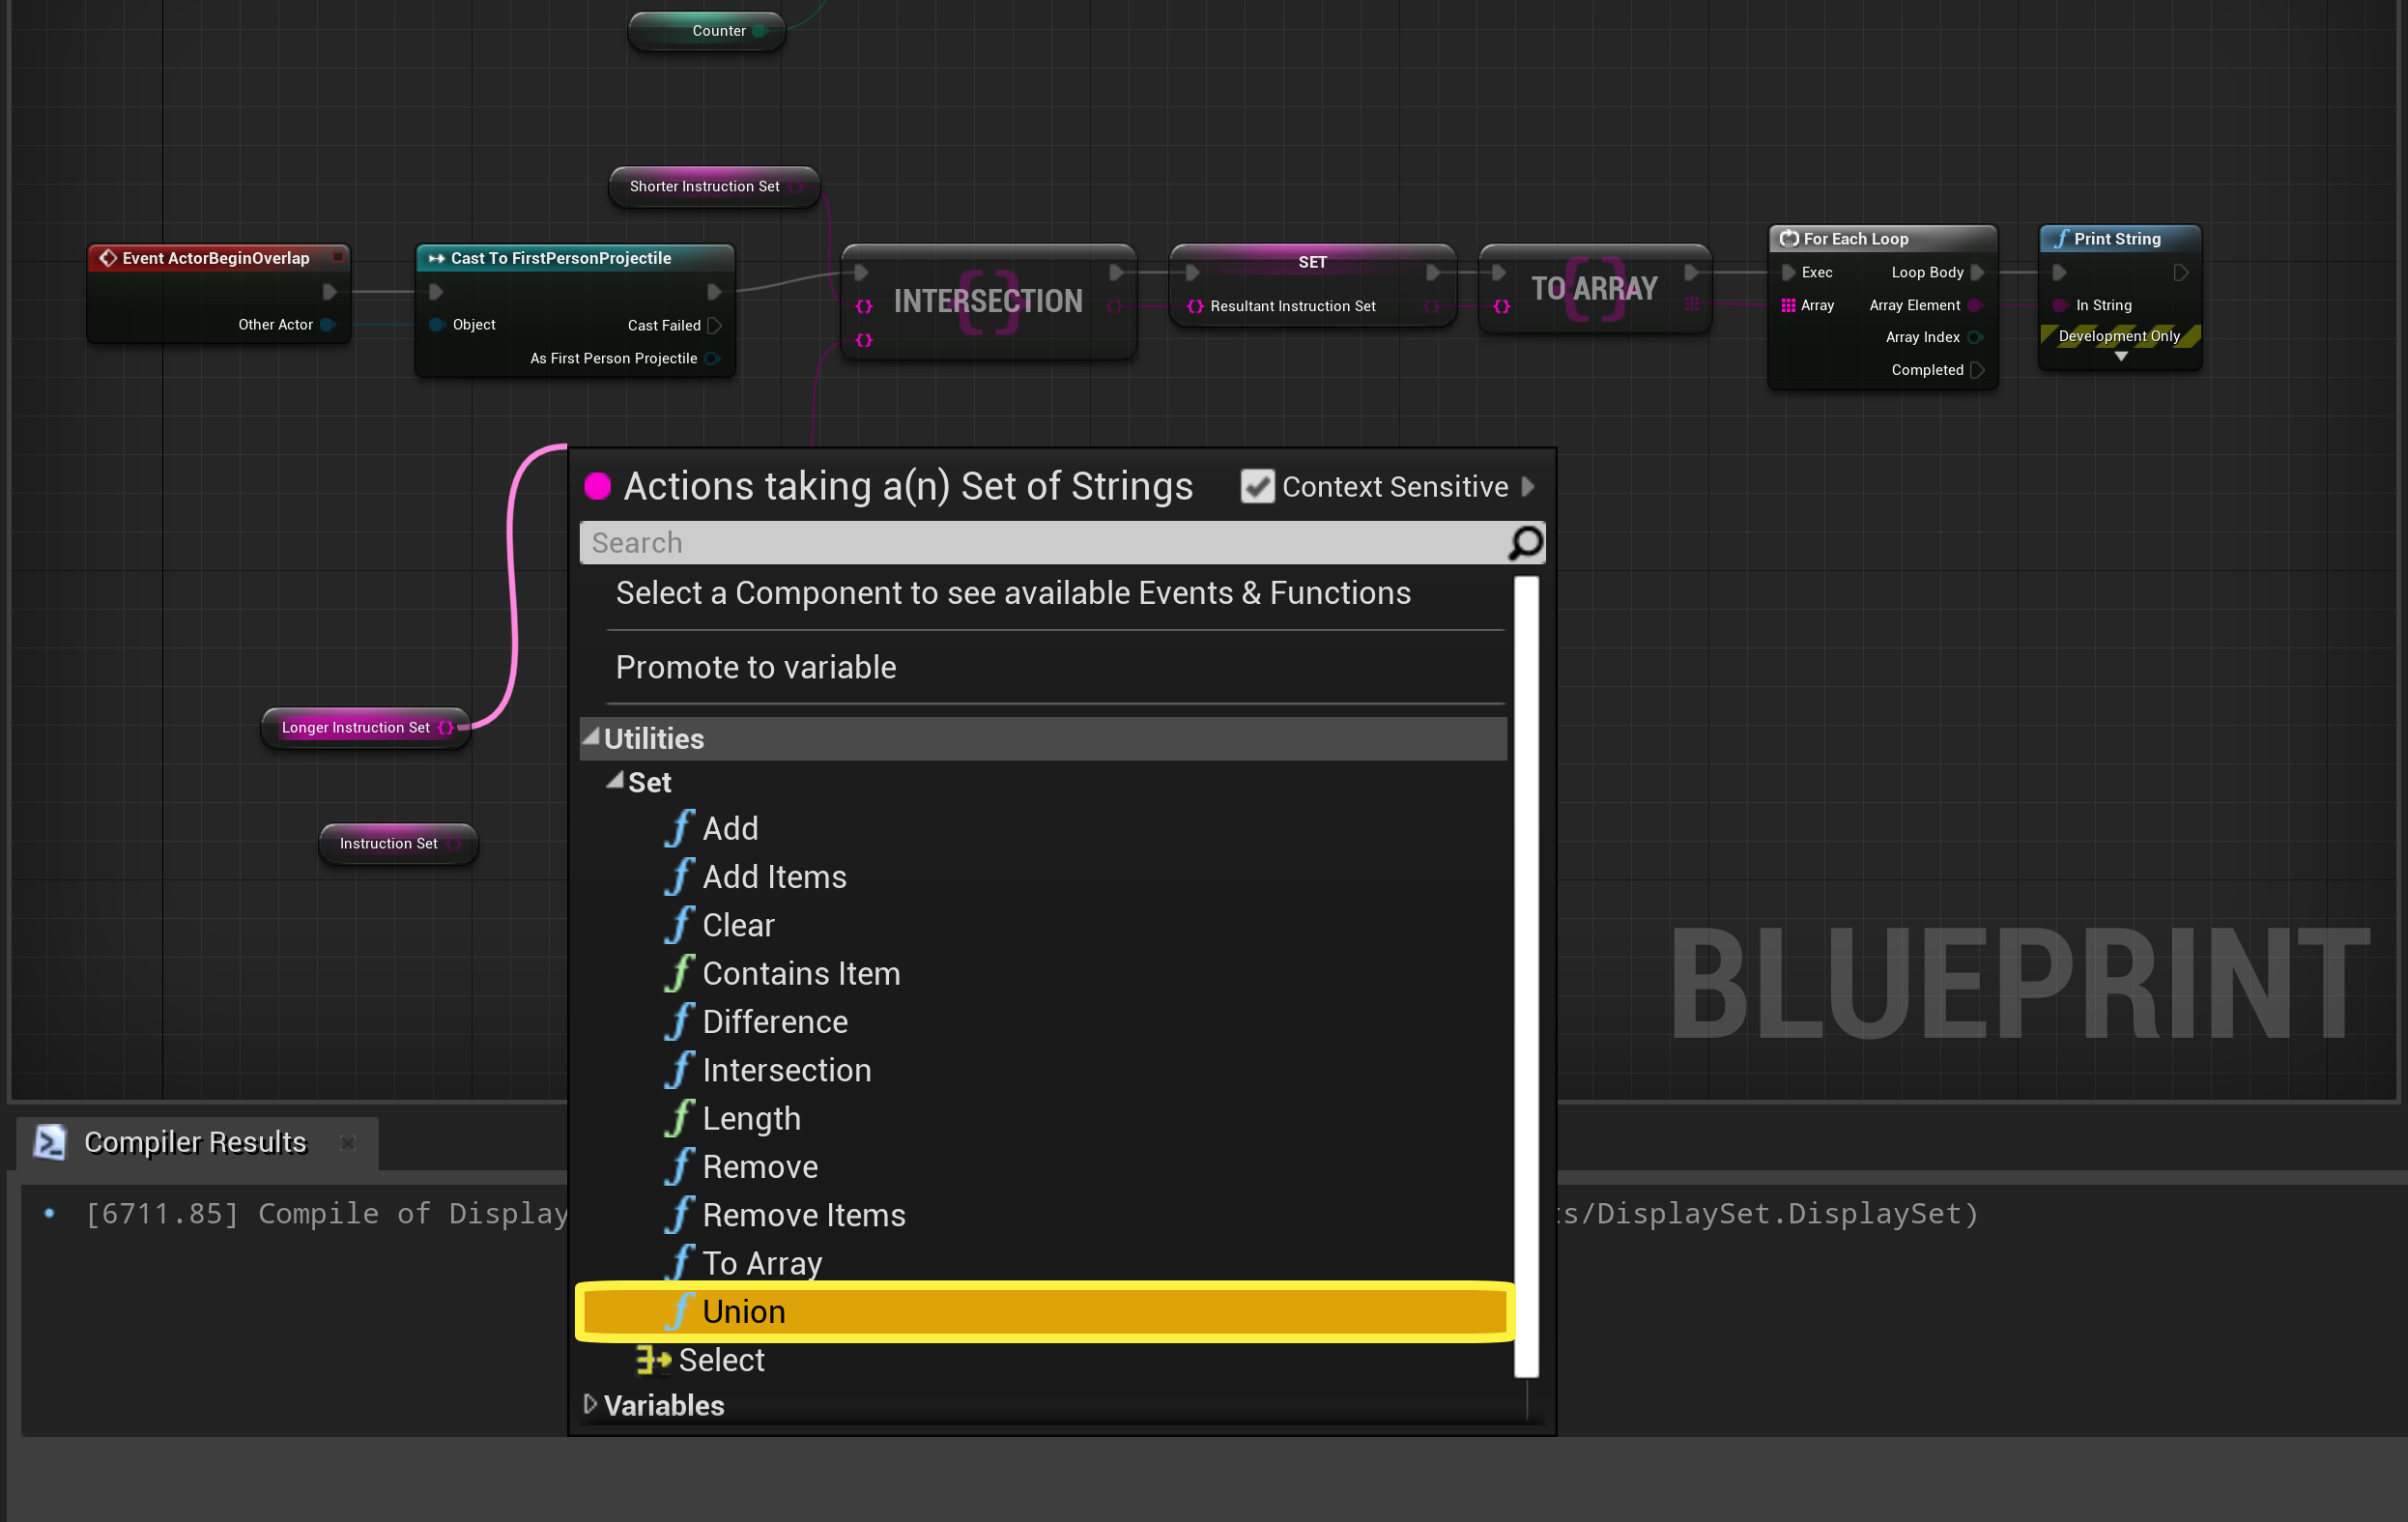 Counter
Shorter Instruction Set
Event ActorBeginOverlap
Other Actor
Cast To FirstPersonProjectile
Object
Cast Failed
As First Person Projectile
INTERSECTION
SET
Resultant Instruction Set
TO ARRAY
For Each Loop
Exec
Loop Body
Array
Array Element
Array Index
Completed
Print String
In String
Development Only
Actions taking a(n) Set of Strings
Context Sensitive
Search
Select a Component to see available Events & Functions
Promote to variable
Longer Instruction Set
Utilities
Set
Add
Instruction Set
Add Items
Clear
Contains Item
Difference
Intersection
Length
Remove
Remove Items
To Array
Union
Select
Variables
BLUEPRINT
Compiler Results
[6711.85] Compile of Display
s/DisplaySet.DisplaySet)